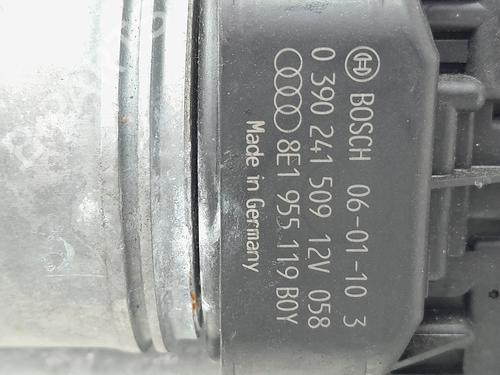 BOSCH 06-01-10 3
0 390 241 509 12V 058
8E1 955 119 B0Y
Made in Germany